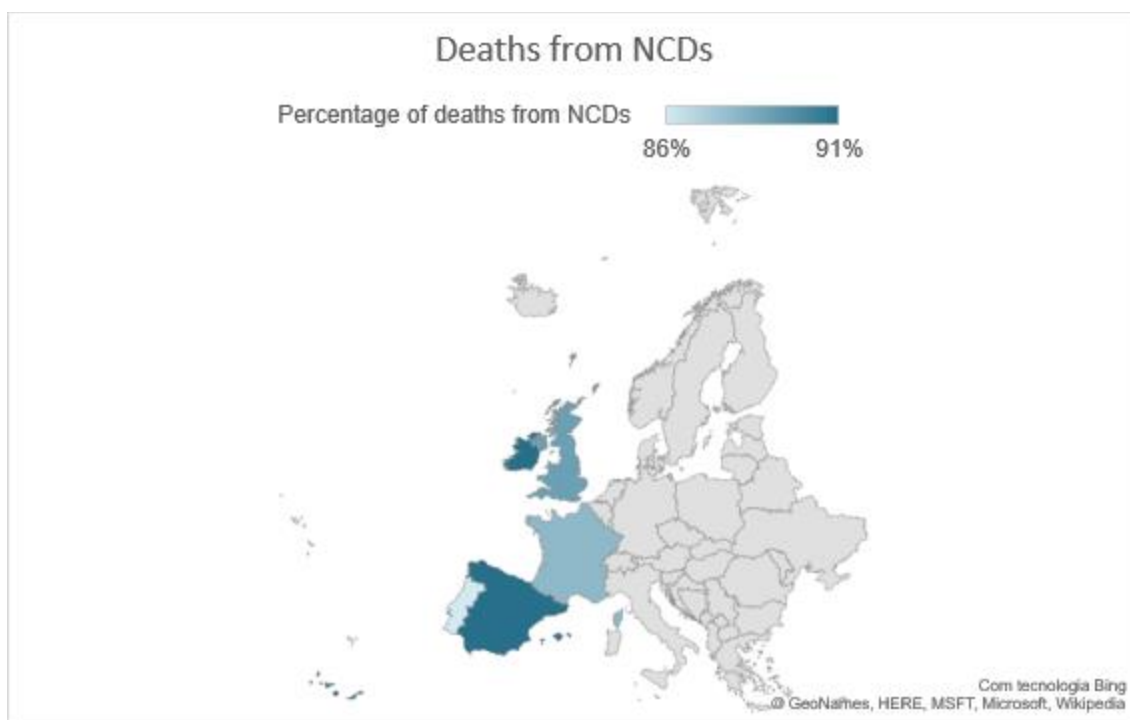 Deaths from NCDs
Percentage of deaths from NCDs
86% 91%
Com tecnologia Bing
© GeoNames, HERE, MSFT, Microsoft, Wikipedia